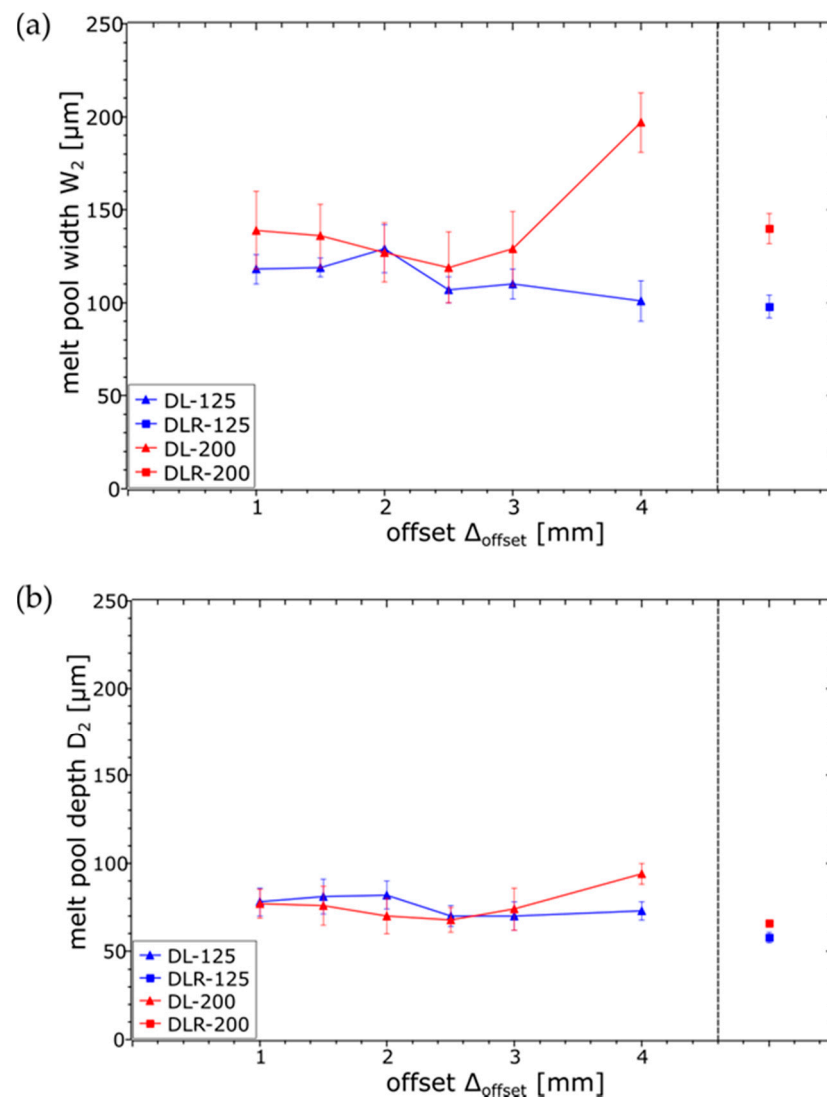 (a)
melt pool width W₂ [µm]
250
200
150
100
50
0
DL-125
DLR-125
DL-200
DLR-200
1 2 3 4
offset Δoffset [mm]
(b)
melt pool depth D₂ [µm]
250
200
150
100
50
0
DL-125
DLR-125
DL-200
DLR-200
1 2 3 4
offset Δoffset [mm]